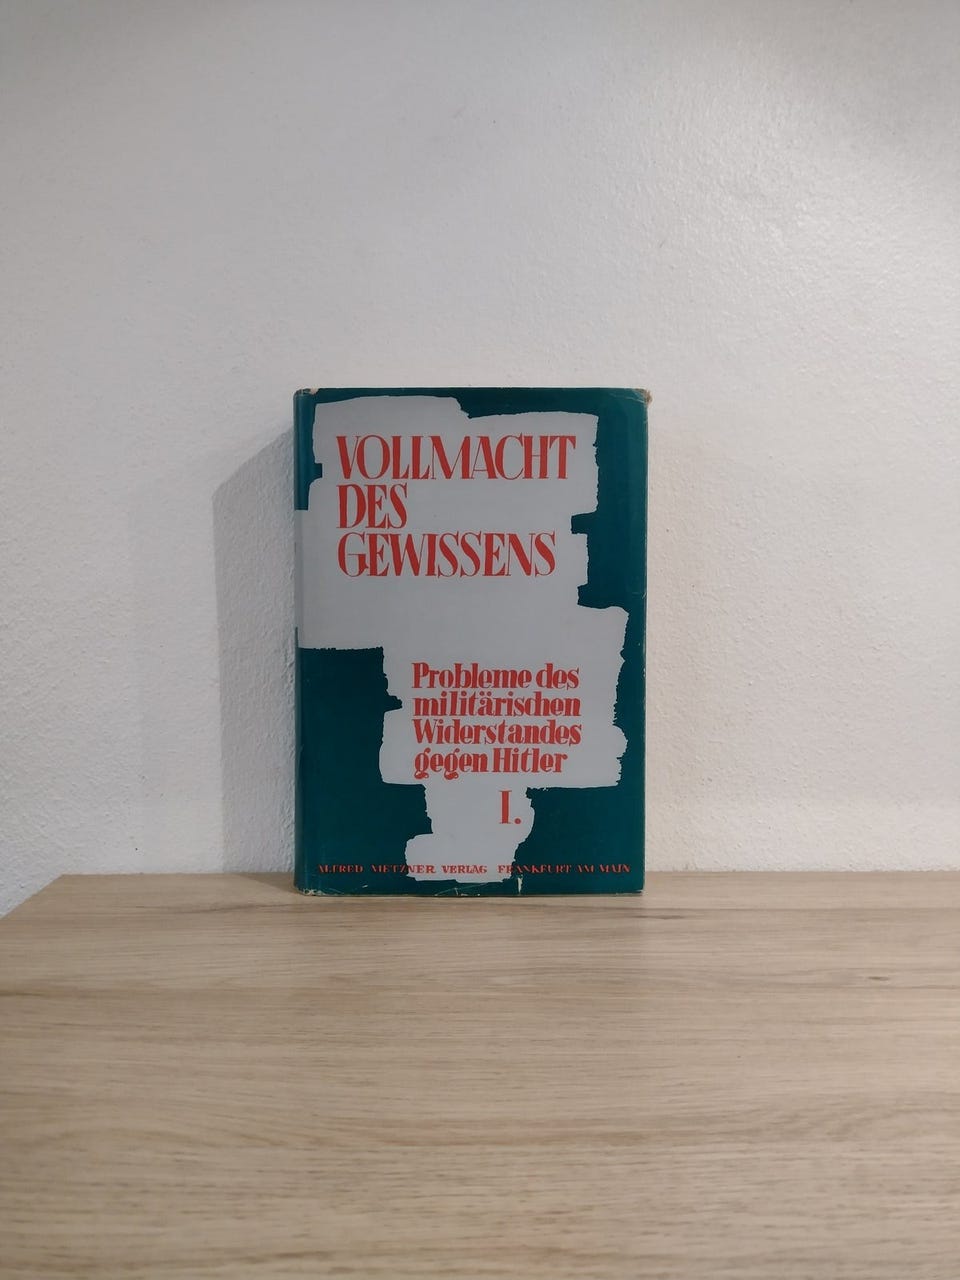 VOLLMACHT
DES
GEWISSENS
Probleme des
militärischen
Widerstandes
gegen Hitler
I.
ALFRED METZNER VERLAG FRANKFURT AM MAIN